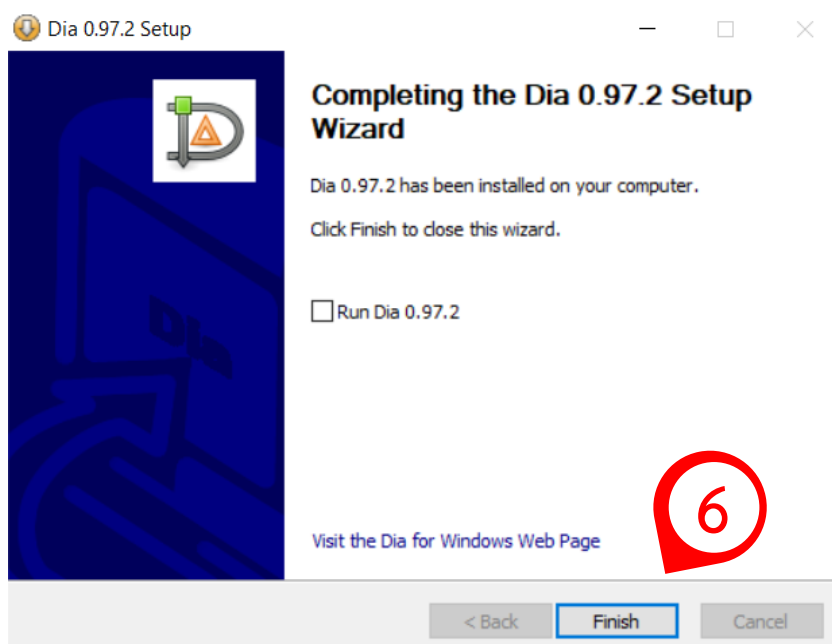 Dia 0.97.2 Setup
Completing the Dia 0.97.2 Setup
Wizard
Dia 0.97.2 has been installed on your computer.
Click Finish to close this wizard.
Run Dia 0.97.2
Dia
6
Visit the Dia for Windows Web Page
< Back
Finish
Cancel